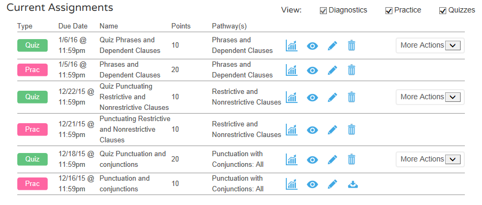 Current Assignments
View: Diagnostics Practice Quizzes
Type Due Date Name Points Pathway(s)
Quiz 1/6/16 @ 11:59pm Quiz Phrases and Dependent Clauses 10 Phrases and Dependent Clauses More Actions
Prac 1/5/16 @ 11:59pm Phrases and Dependent Clauses 20 Phrases and Dependent Clauses
Quiz 12/22/15 @ 11:59pm Quiz Punctuating Restrictive and Nonrestrictive Clauses 10 Restrictive and Nonrestrictive Clauses More Actions
Prac 12/21/15 @ 11:59pm Punctuating Restrictive and Nonrestrictive Clauses 10 Restrictive and Nonrestrictive Clauses
Quiz 12/18/15 @ 11:59pm Quiz Punctuation and conjunctions 20 Punctuation with Conjunctions: All More Actions
Prac 12/16/15 @ 11:59pm Punctuation and conjunctions 10 Punctuation with Conjunctions: All